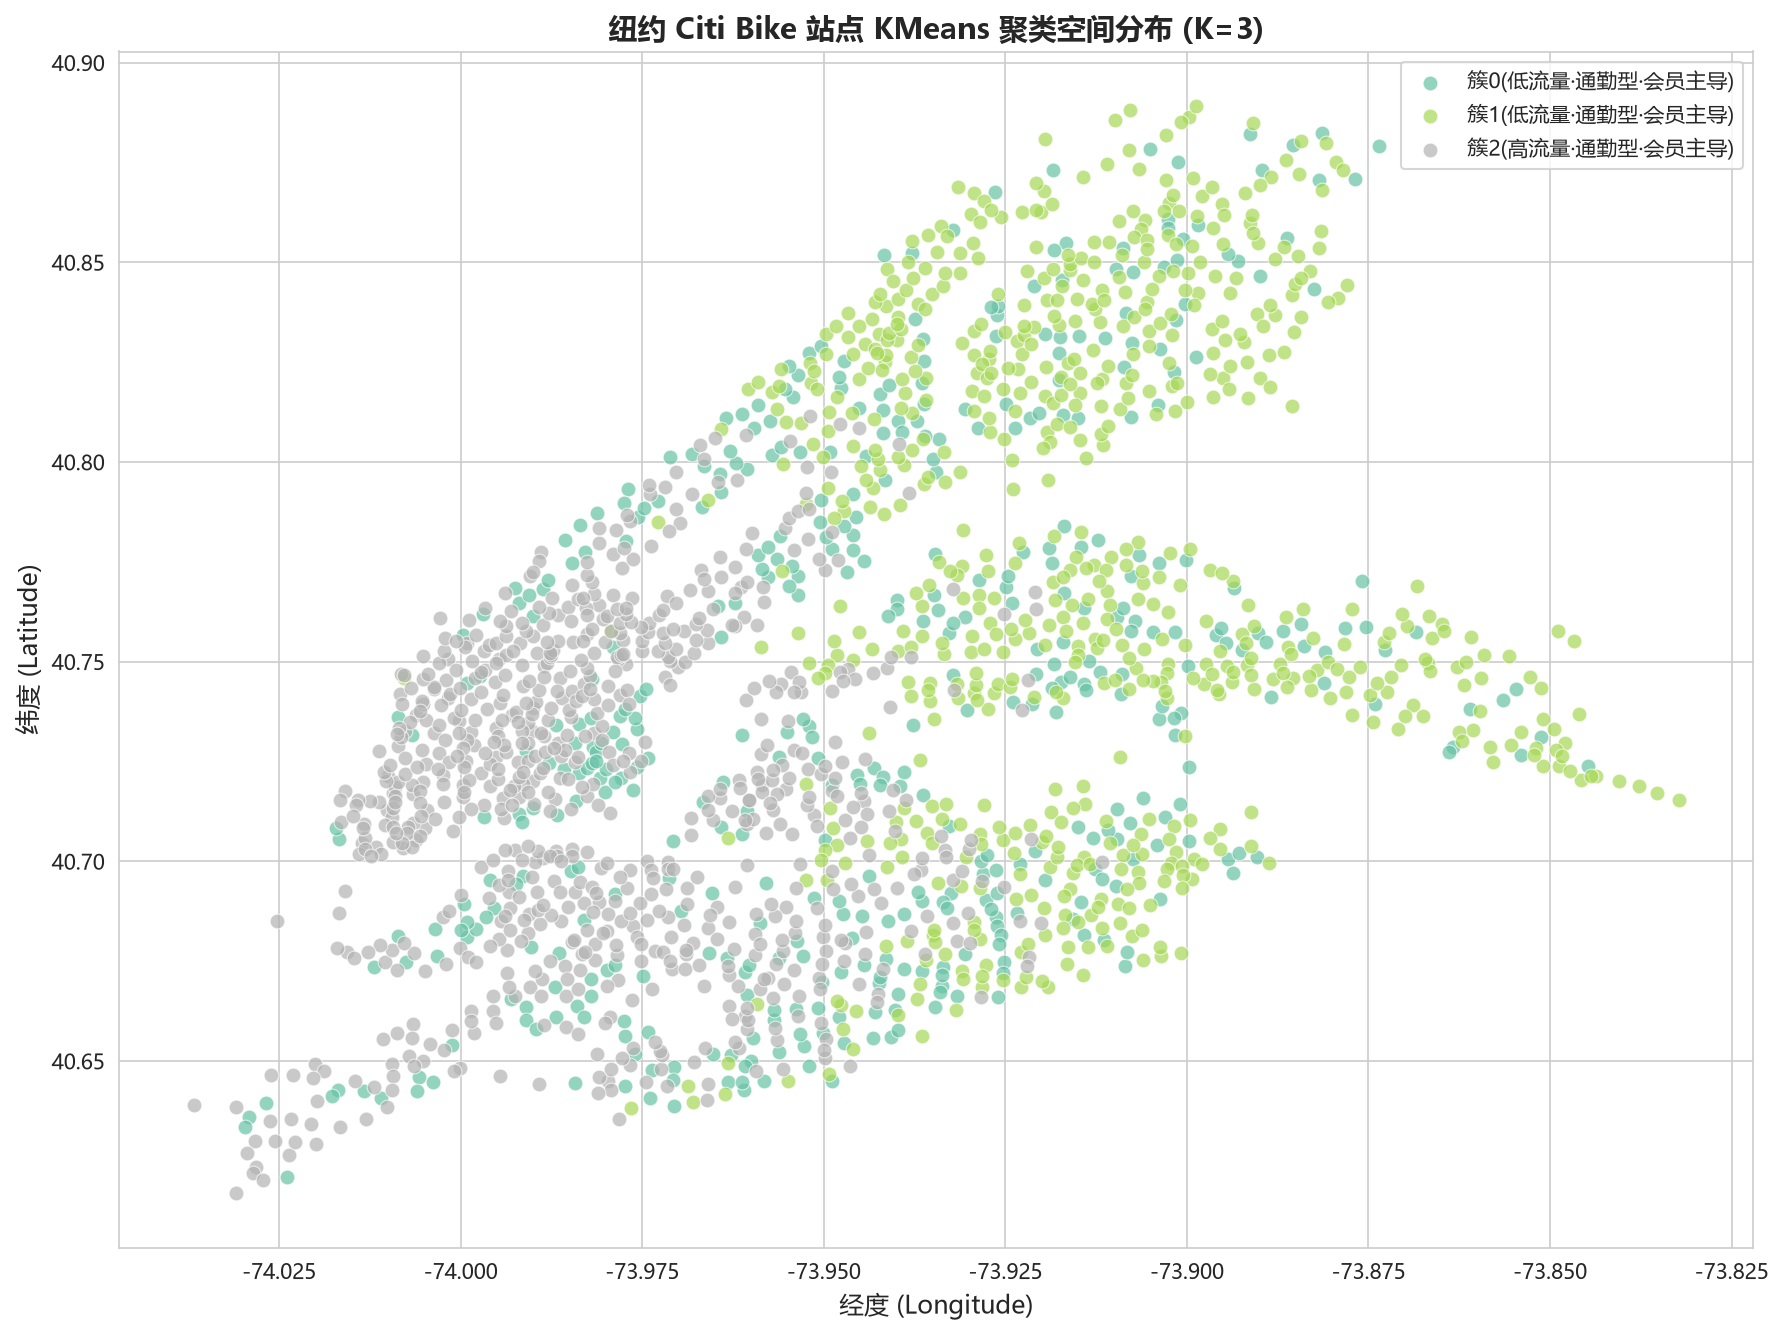 纽约 Citi Bike 站点 KMeans 聚类空间分布 (K=3)
簇0(低流量·通勤型·会员主导)
簇1(低流量·通勤型·会员主导)
簇2(高流量·通勤型·会员主导)
40.90
40.85
40.80
40.75
40.70
40.65
纬度 (Latitude)
-74.025 -74.000 -73.975 -73.950 -73.925 -73.900 -73.875 -73.850 -73.825
经度 (Longitude)